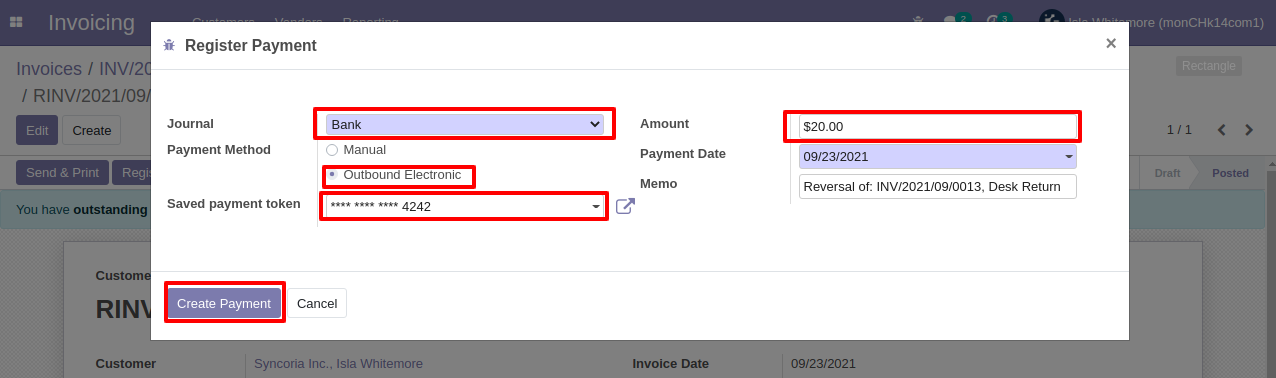 Invoicing
Customers Vendors Reporting
2 3 Isla Whitemore (monCHk14com1)
Register Payment ×
Invoices / INV/20
/ RINV/2021/09/
Rectangle
Edit Create
1 / 1
Journal
Bank
Amount
$20.00
Payment Method
Manual
Outbound Electronic
Payment Date
09/23/2021
Saved payment token
**** **** **** 4242
Memo
Reversal of: INV/2021/09/0013, Desk Return
Send & Print Regis
Draft Posted
You have outstanding
Create Payment Cancel
Custome
RINV
Customer Syncoria Inc., Isla Whitemore Invoice Date 09/23/2021